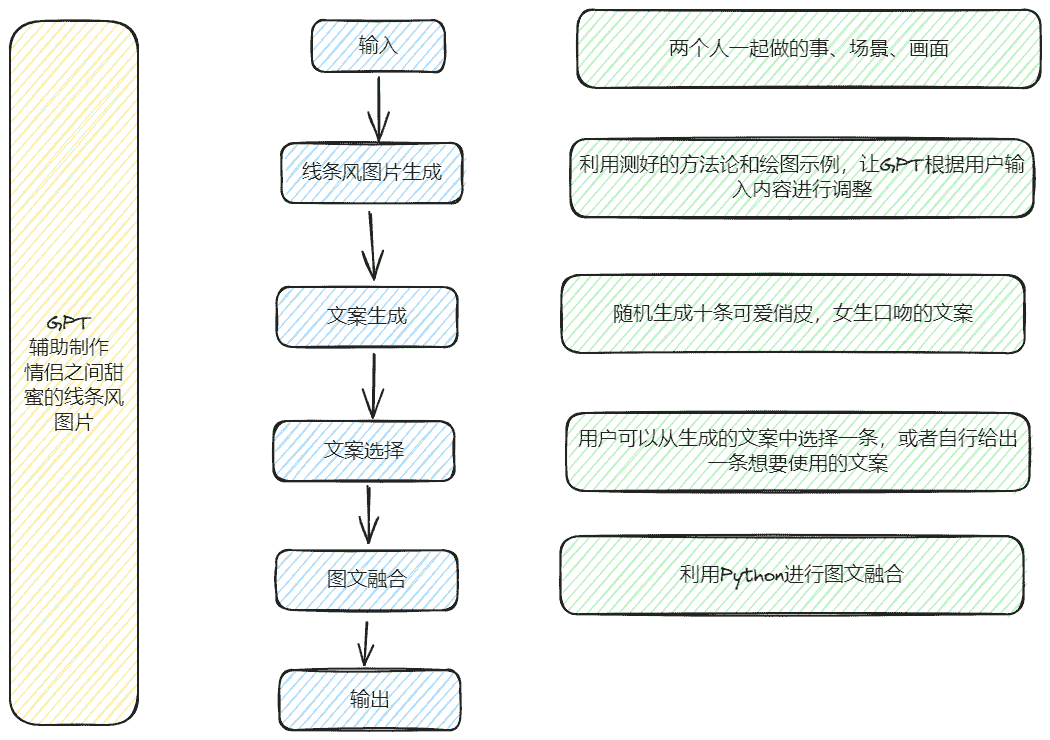 GPT
辅助制作
情侣之间甜
蜜的线条风
图片
输入
两个人一起做的事、场景、画面
线条风图片生成
利用测好的方法论和绘图示例，让GPT根据用户输
入内容进行调整
文案生成
随机生成十条可爱俏皮，女生口吻的文案
文案选择
用户可以从生成的文案中选择一条，或者自行给出
一条想要使用的文案
图文融合
利用Python进行图文融合
输出